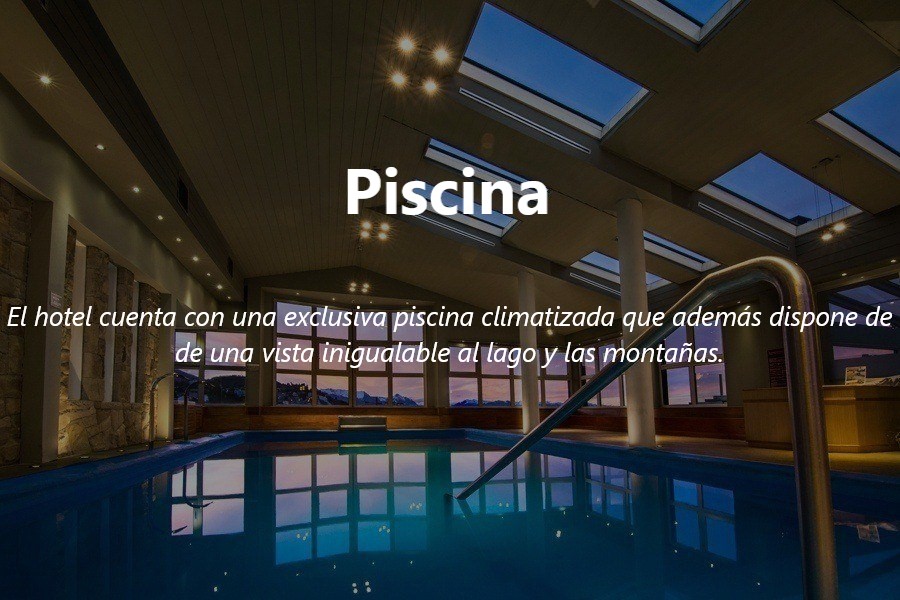 Piscina
El hotel cuenta con una exclusiva piscina climatizada que además dispone de
de una vista inigualable al lago y las montañas.